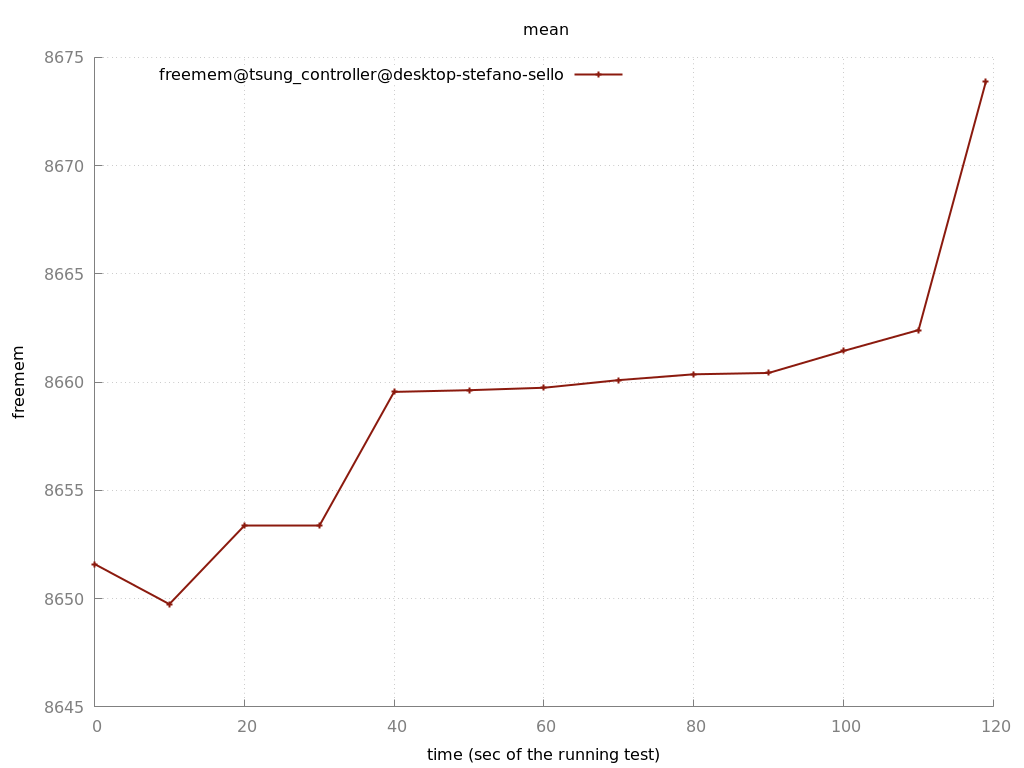 mean
freemem@tsung_controller@desktop-stefano-sello
8675
8670
8665
8660
8655
8650
8645
freemem
0 20 40 60 80 100 120
time (sec of the running test)